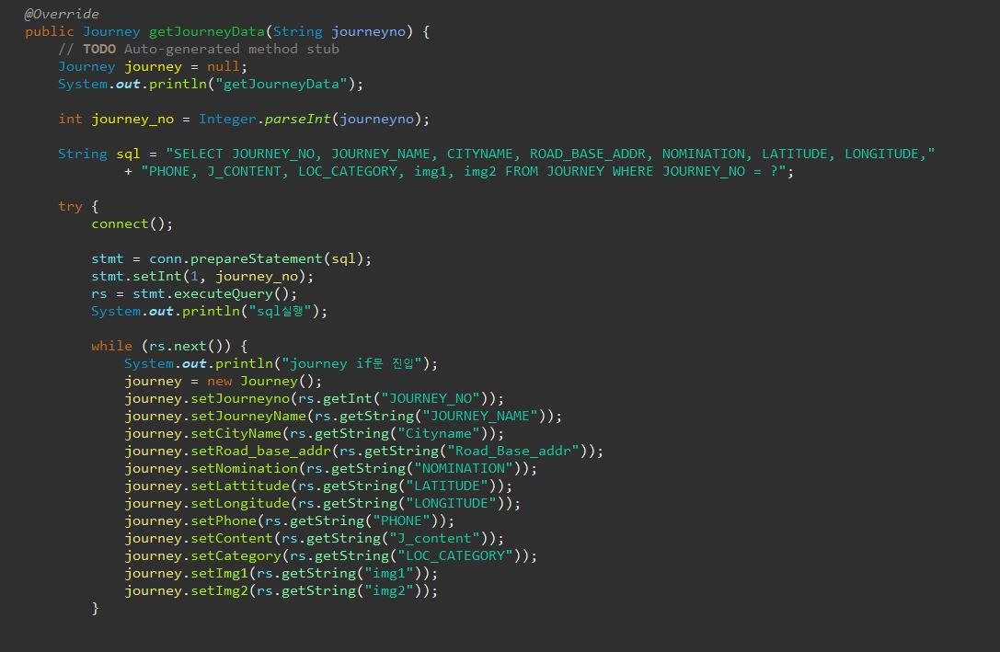 @Override
public Journey getJourneyData(String journeyno) {
// TODO Auto-generated method stub
Journey journey = null;
System.out.println("getJourneyData");
int journey_no = Integer.parseInt(journeyno);
String sql = "SELECT JOURNEY_NO, JOURNEY_NAME, CITYNAME, ROAD_BASE_ADDR, NOMINATION, LATITUDE, LONGITUDE,"
+ "PHONE, J_CONTENT, LOC_CATEGORY, img1, img2 FROM JOURNEY WHERE JOURNEY_NO = ?";
try {
connect();
stmt = conn.prepareStatement(sql);
stmt.setInt(1, journey_no);
rs = stmt.executeQuery();
System.out.println("sql실행");
while (rs.next()) {
System.out.println("journey if문 진입");
journey = new Journey();
journey.setJourneyno(rs.getInt("JOURNEY_NO"));
journey.setJourneyName(rs.getString("JOURNEY_NAME"));
journey.setCityName(rs.getString("Cityname"));
journey.setRoad_base_addr(rs.getString("Road_Base_addr"));
journey.setNomination(rs.getString("NOMINATION"));
journey.setLattitude(rs.getString("LATITUDE"));
journey.setLongitude(rs.getString("LONGITUDE"));
journey.setPhone(rs.getString("PHONE"));
journey.setContent(rs.getString("J_content"));
journey.setCategory(rs.getString("LOC_CATEGORY"));
journey.setImg1(rs.getString("img1"));
journey.setImg2(rs.getString("img2"));
}